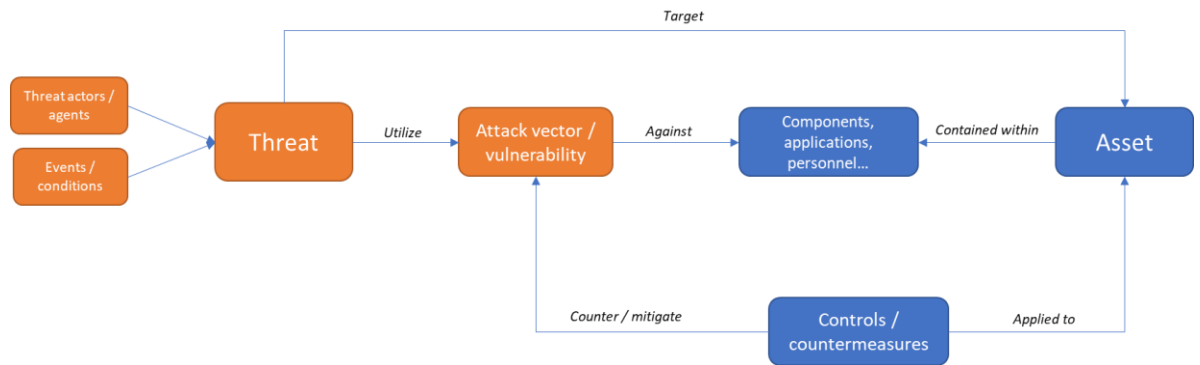 Target
Threat actors /
agents
Events /
conditions
Threat
Utilize
Attack vector /
vulnerability
Against
Components,
applications,
personnel...
Contained within
Asset
Counter / mitigate
Controls /
countermeasures
Applied to